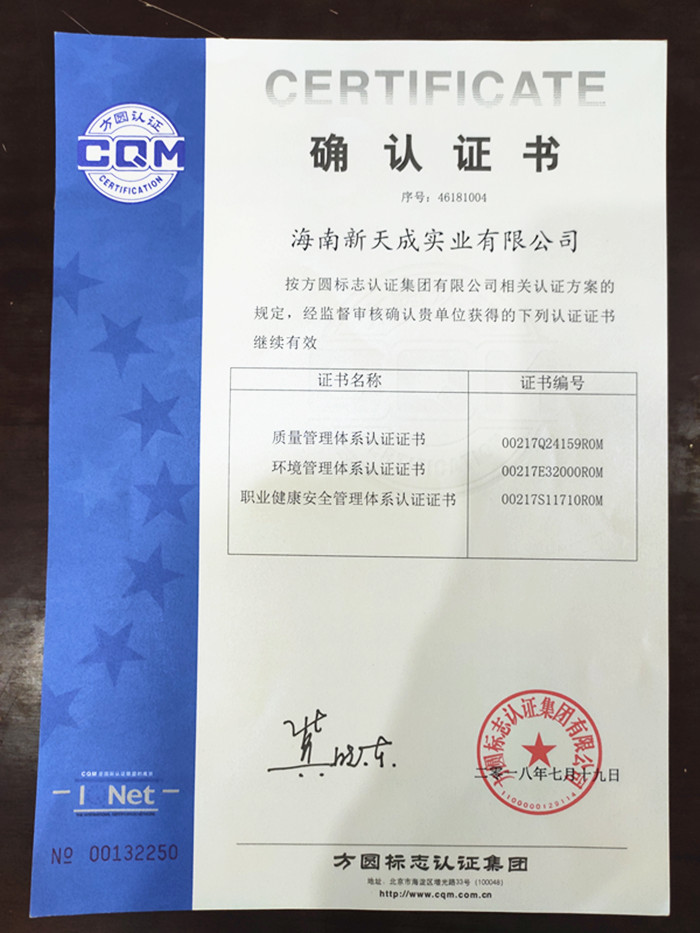 CERTIFICATE
方圆认证
CQM
CERTIFICATION
确认证书
序号：46181004
海南新天成实业有限公司
按方圆标志认证集团有限公司相关认证方案的
规定，经监督审核确认贵单位获得的下列认证证书
继续有效
证书名称 证书编号
质量管理体系认证证书 00217Q24159R0M
环境管理体系认证证书 00217E32000R0M
职业健康安全管理体系认证证书 00217S11710R0M
方圆标志认证集团有限公司
1100000129114
二零一八年七月十九日
IQNet
№ 00132250
方圆标志认证集团
地址：北京市海淀区增光路33号（100048）
http://www.cqm.com.cn